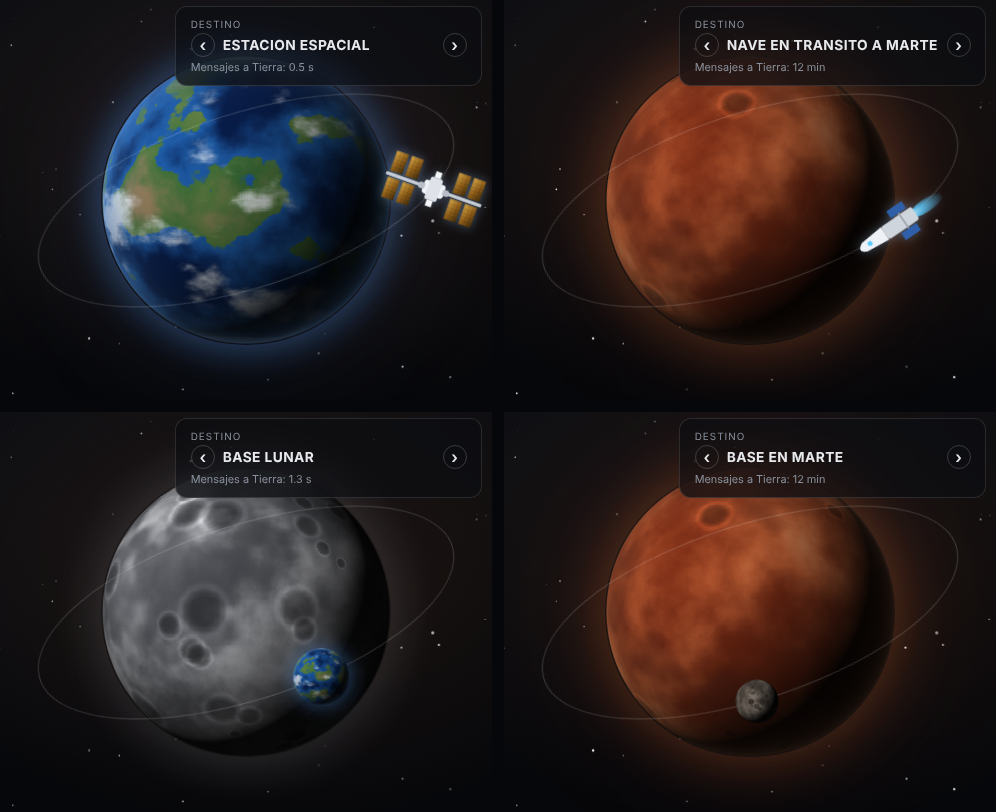 DESTINO
‹ ESTACION ESPACIAL ›
Mensajes a Tierra: 0.5 s
DESTINO
‹ NAVE EN TRANSITO A MARTE ›
Mensajes a Tierra: 12 min
DESTINO
‹ BASE LUNAR ›
Mensajes a Tierra: 1.3 s
DESTINO
‹ BASE EN MARTE ›
Mensajes a Tierra: 12 min